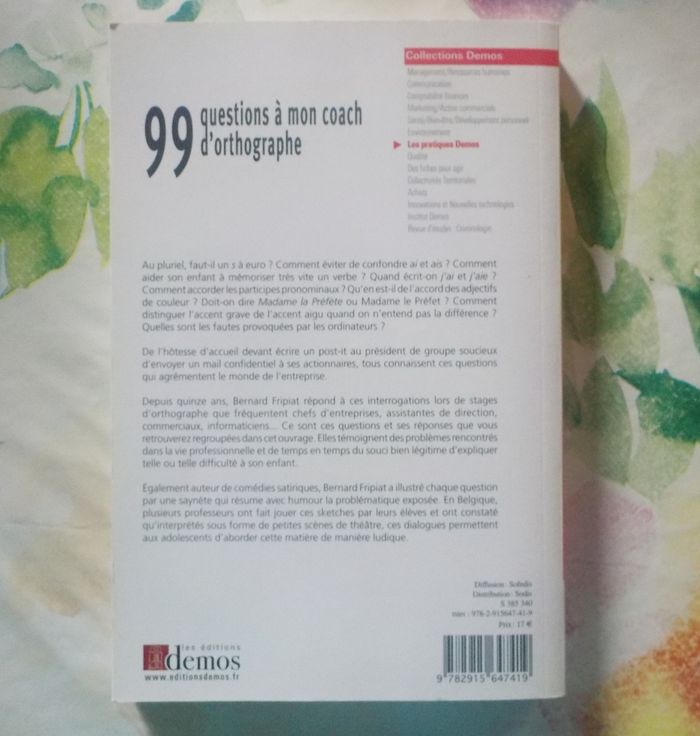 Collections Demos
Management/Ressources humaines
Communication
Comptabilité finances
Marketing/Action commerciale
Santé/Bien-être/Développement personnel
Environnement
Les pratiques Demos
Qualité
Des fiches pour agir
Collectivités Territoriales
Achats
Innovations et Nouvelles technologies
Institut Demos
Revue d'études : Criminologie
99 questions à mon coach
d'orthographe
Au pluriel, faut-il un s à euro ? Comment éviter de confondre ai et ais ? Comment
aider son enfant à mémoriser très vite un verbe ? Quand écrit-on j'ai et j'aie ?
Comment accorder les participes pronominaux ? Qu'en est-il de l'accord des adjectifs
de couleur ? Doit-on dire Madame la Préfète ou Madame le Préfet ? Comment
distinguer l'accent grave de l'accent aigu quand on n'entend pas la différence ?
Quelles sont les fautes provoquées par les ordinateurs ?
De l'hôtesse d'accueil devant écrire un post-it au président de groupe soucieux
d'envoyer un mail confidentiel à ses actionnaires, tous connaissent ces questions
qui agrémentent le monde de l'entreprise.
Depuis quinze ans, Bernard Fripiat répond à ces interrogations lors de stages
d'orthographe que fréquentent chefs d'entreprises, assistantes de direction,
commerciaux, informaticiens... Ce sont ces questions et ses réponses que vous
retrouverez regroupées dans cet ouvrage. Elles témoignent des problèmes rencontrés
dans la vie professionnelle et de temps en temps du souci bien légitime d'expliquer
telle ou telle difficulté à son enfant.
Également auteur de comédies satiriques, Bernard Fripiat a illustré chaque question
par une saynète qui résume avec humour la problématique exposée. En Belgique,
plusieurs professeurs ont fait jouer ces sketches par leurs élèves et ont constaté
qu'interprétés sous forme de petites scènes de théâtre, ces dialogues permettent
aux adolescents d'aborder cette matière de manière ludique.
Diffusion : Sofedis
Distribution : Sodis
S 385 340
ISBN : 978-2-915647-41-9
Prix : 17 €
les éditions
demos
www.editionsdemos.fr
9 782915 647419